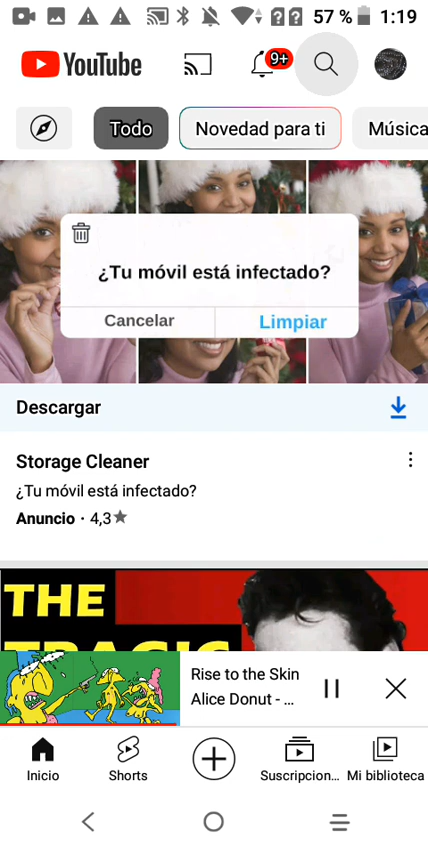 57 % 1:19
YouTube 9+
Todo Novedad para ti Música
¿Tu móvil está infectado?
Cancelar Limpiar
Descargar
Storage Cleaner
¿Tu móvil está infectado?
Anuncio · 4,3★
THE
TRAGIC
Rise to the Skin
Alice Donut - ...
Inicio Shorts Suscripcion... Mi biblioteca